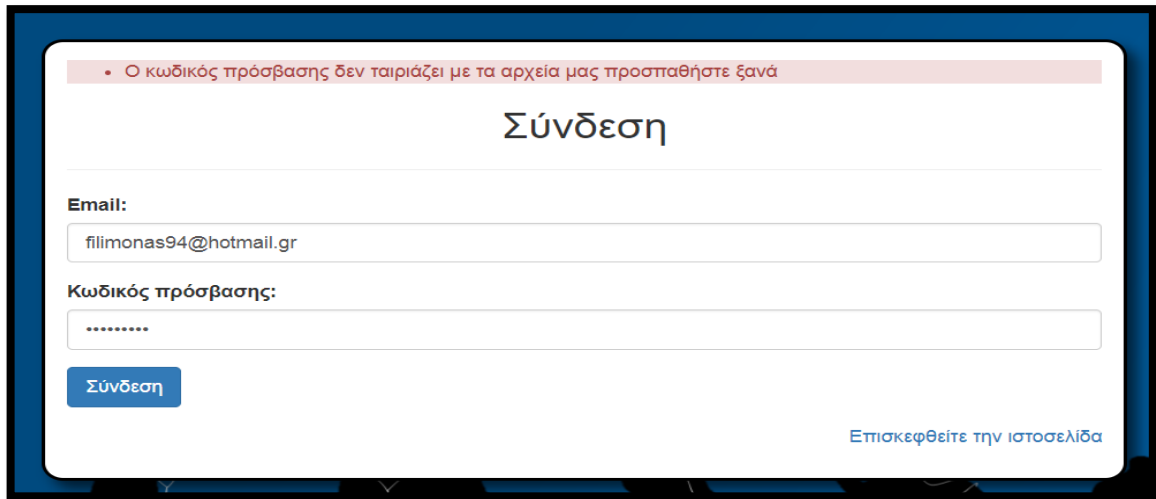 Ο κωδικός πρόσβασης δεν ταιριάζει με τα αρχεία μας προσπαθήστε ξανά
Σύνδεση
Email:
filimonas94@hotmail.gr
Κωδικός πρόσβασης:
•••••••••
Σύνδεση
Επισκεφθείτε την ιστοσελίδα